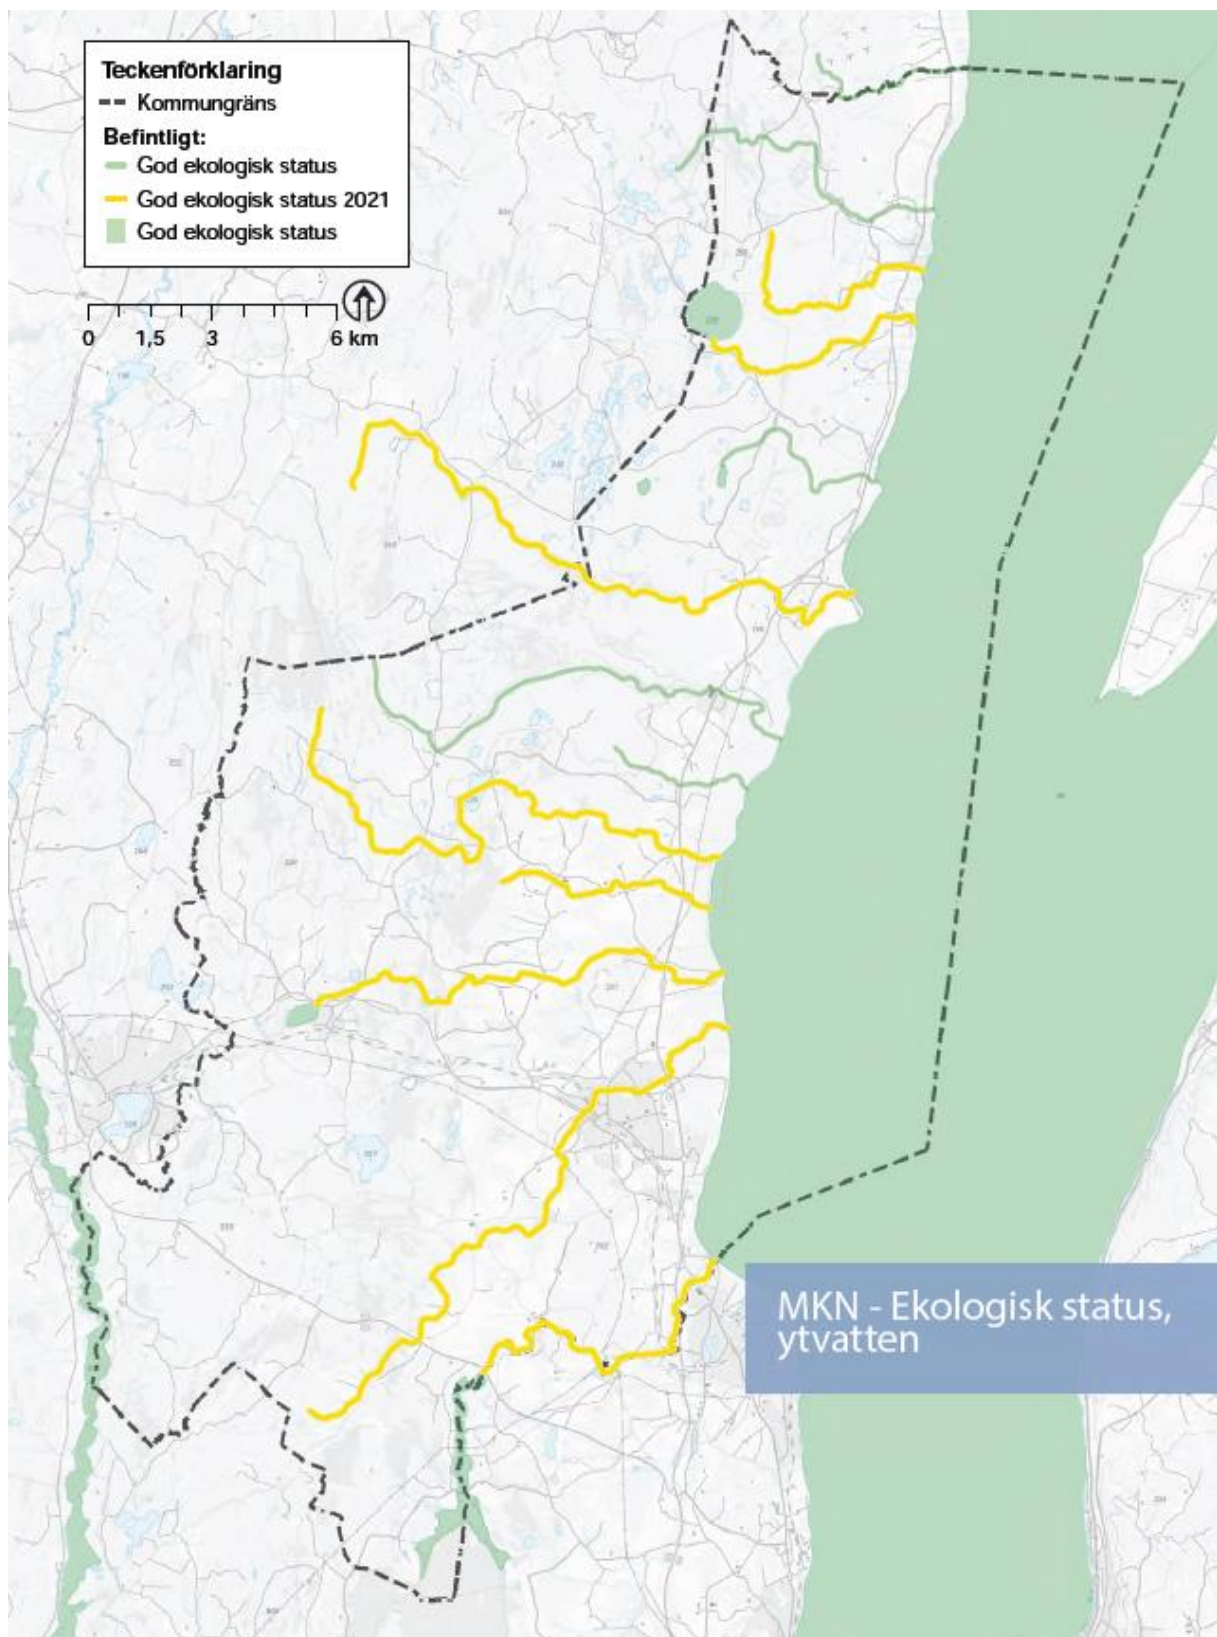 Teckenförklaring
Kommungräns
Befintligt:
God ekologisk status
God ekologisk status 2021
God ekologisk status
0 1,5 3 6 km
MKN - Ekologisk status,
ytvatten